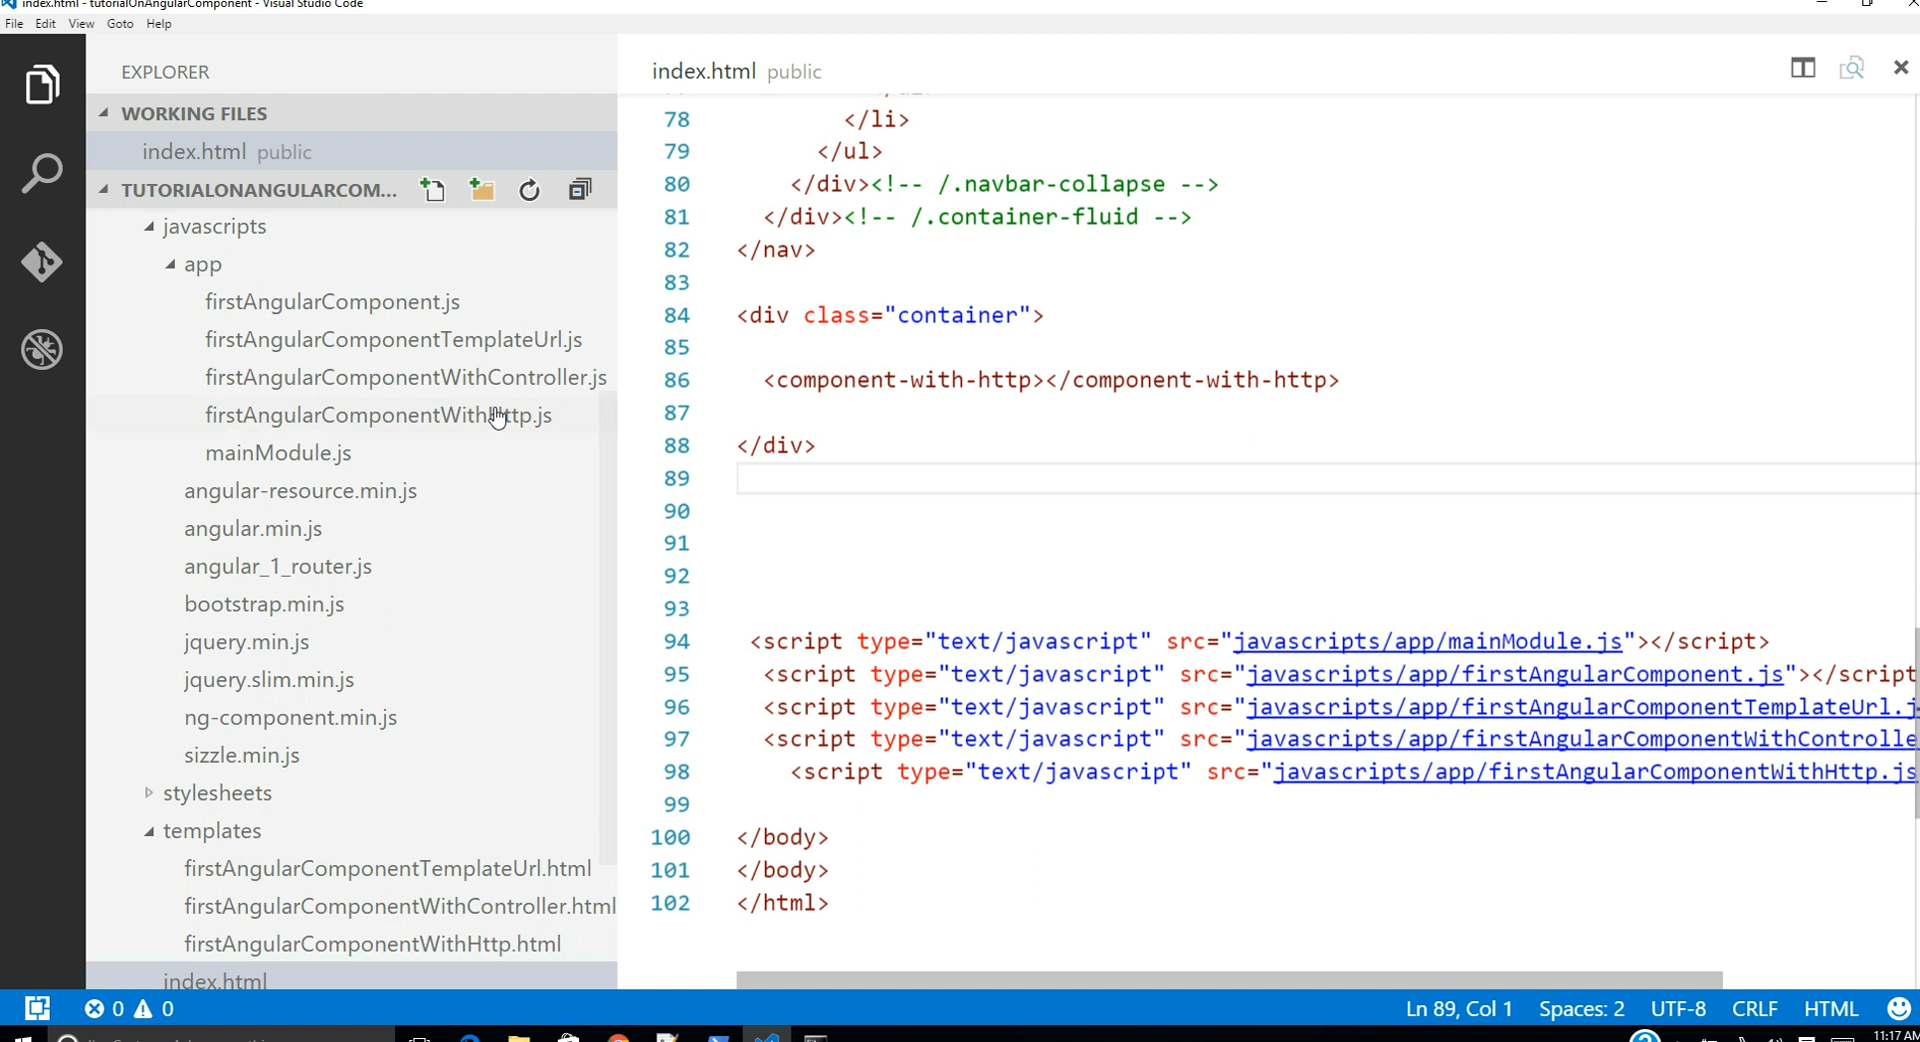 index.html - tutorialOnAngularComponent - Visual Studio Code
File Edit View Goto Help
EXPLORER
WORKING FILES
index.html public
TUTORIALONANGULARCOM...
javascripts
app
firstAngularComponent.js
firstAngularComponentTemplateUrl.js
firstAngularComponentWithController.js
firstAngularComponentWithHttp.js
mainModule.js
angular-resource.min.js
angular.min.js
angular_1_router.js
bootstrap.min.js
jquery.min.js
jquery.slim.min.js
ng-component.min.js
sizzle.min.js
stylesheets
templates
firstAngularComponentTemplateUrl.html
firstAngularComponentWithController.html
firstAngularComponentWithHttp.html
index.html
index.html public
78 </li>
79 </ul>
80 </div><!-- /.navbar-collapse -->
81 </div><!-- /.container-fluid -->
82 </nav>
83
84 <div class="container">
85
86 <component-with-http></component-with-http>
87
88 </div>
89
90
91
92
93
94 <script type="text/javascript" src="javascripts/app/mainModule.js"></script>
95 <script type="text/javascript" src="javascripts/app/firstAngularComponent.js"></script
96 <script type="text/javascript" src="javascripts/app/firstAngularComponentTemplateUrl.j
97 <script type="text/javascript" src="javascripts/app/firstAngularComponentWithControlle
98 <script type="text/javascript" src="javascripts/app/firstAngularComponentWithHttp.js
99
100 </body>
101 </body>
102 </html>
0 0 Ln 89, Col 1 Spaces: 2 UTF-8 CRLF HTML
11:17 AM